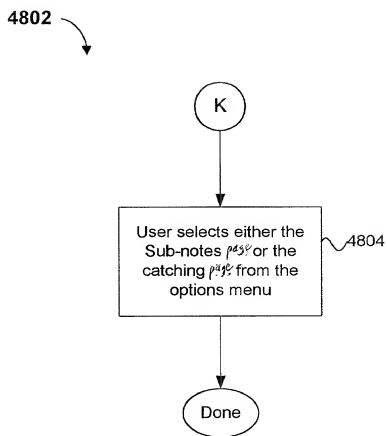 4802
K
User selects either the
Sub-notes page or the
catching page from the
options menu
4804
Done